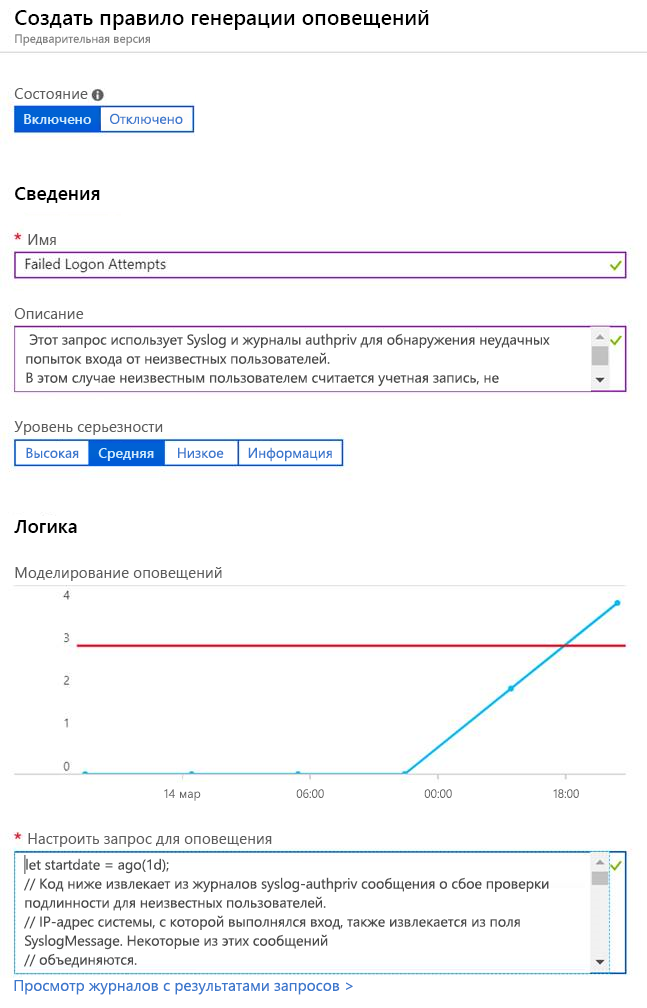 Создать правило генерации оповещений
Предварительная версия
Состояние
Включено Отключено
Сведения
* Имя
Failed Logon Attempts
Описание
Этот запрос использует Syslog и журналы authpriv для обнаружения неудачных
попыток входа от неизвестных пользователей.
В этом случае неизвестным пользователем считается учетная запись, не
Уровень серьезности
Высокая Средняя Низкое Информация
Логика
Моделирование оповещений
4
3
2
1
0
14 мар 06:00 00:00 18:00
* Настроить запрос для оповещения
let startdate = ago(1d);
// Код ниже извлекает из журналов syslog-authpriv сообщения о сбое проверки
подлинности для неизвестных пользователей.
// IP-адрес системы, с которой выполнялся вход, также извлекается из поля
SyslogMessage. Некоторые из этих сообщений
// объединяются.
Просмотр журналов с результатами запросов >